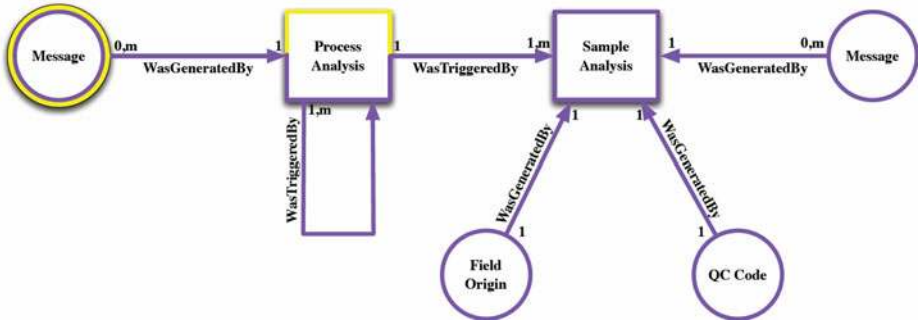 0,m
1
Process
1
1,m
Sample
1
0,m
Message
Analysis
Analysis
Message
WasGeneratedBy
WasTriggeredBy
WasGeneratedBy
1,m
1
1
WasTriggeredBy
WasGeneratedBy
WasGeneratedBy
1
1
Field
Origin
QC Code